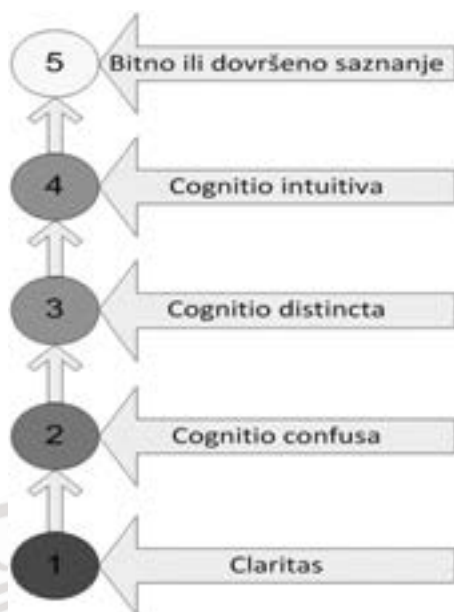 5 Bitno ili dovršeno saznanje
4 Cognitio intuitiva
3 Cognitio distincta
2 Cognitio confusa
1 Claritas